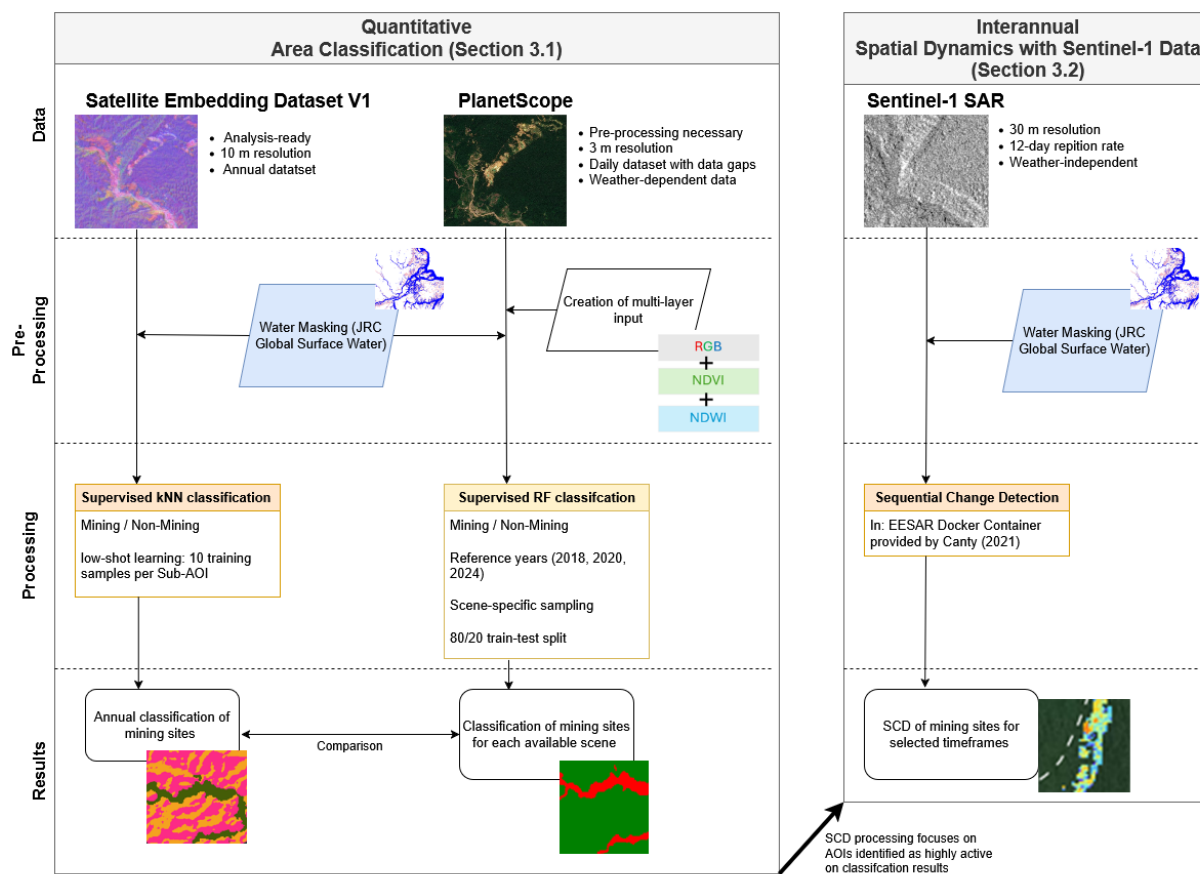 Quantitative
Area Classification (Section 3.1)
Interannual
Spatial Dynamics with Sentinel-1 Data
(Section 3.2)
Data
Satellite Embedding Dataset V1
Analysis-ready
10 m resolution
Annual datatset
PlanetScope
Pre-processing necessary
3 m resolution
Daily dataset with data gaps
Weather-dependent data
Sentinel-1 SAR
30 m resolution
12-day repition rate
Weather-independent
Pre-
Processing
Water Masking (JRC
Global Surface Water)
Creation of multi-layer
input
RGB
+
NDVI
+
NDWI
Water Masking (JRC
Global Surface Water)
Processing
Supervised kNN classification
Mining / Non-Mining
low-shot learning: 10 training
samples per Sub-AOI
Supervised RF classifcation
Mining / Non-Mining
Reference years (2018, 2020,
2024)
Scene-specific sampling
80/20 train-test split
Sequential Change Detection
In: EESAR Docker Container
provided by Canty (2021)
Results
Annual classification of
mining sites
Comparison
Classification of mining sites
for each available scene
SCD of mining sites for
selected timeframes
SCD processing focuses on
AOIs identified as highly active
on classifcation results